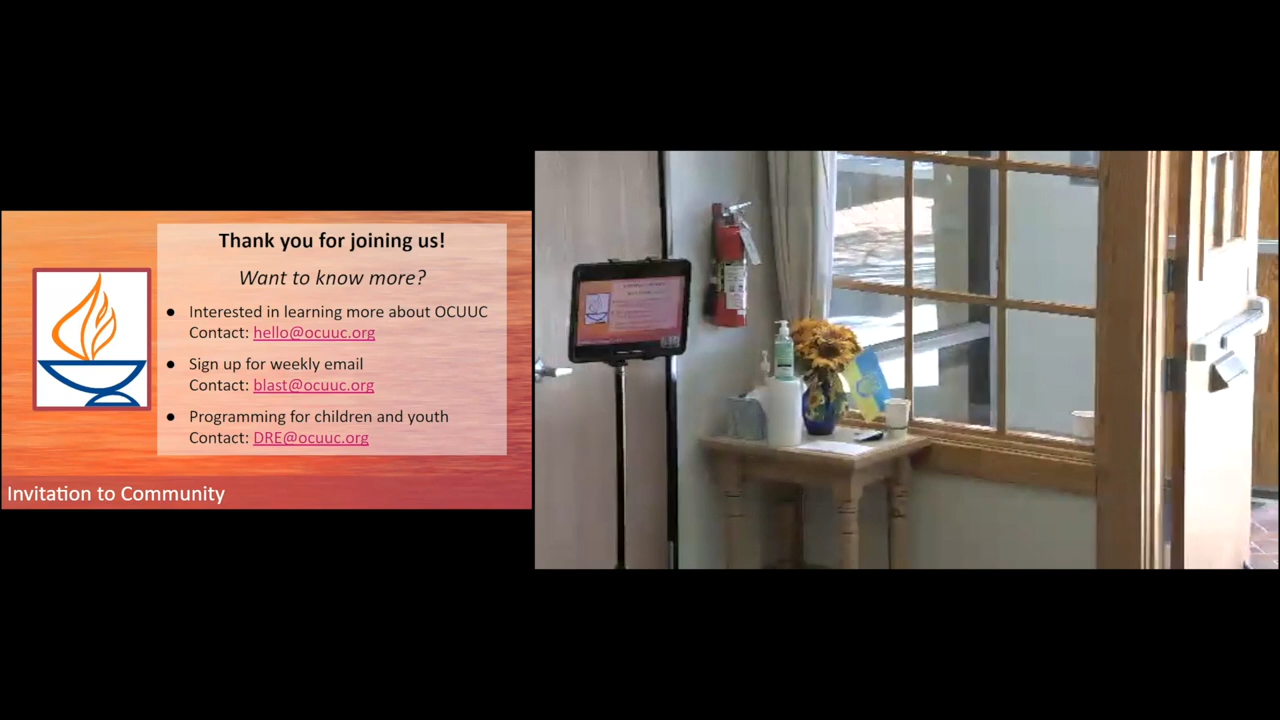 Thank you for joining us!
Want to know more?
● Interested in learning more about OCUUC
Contact: hello@ocuuc.org
● Sign up for weekly email
Contact: blast@ocuuc.org
● Programming for children and youth
Contact: DRE@ocuuc.org
Invitation to Community